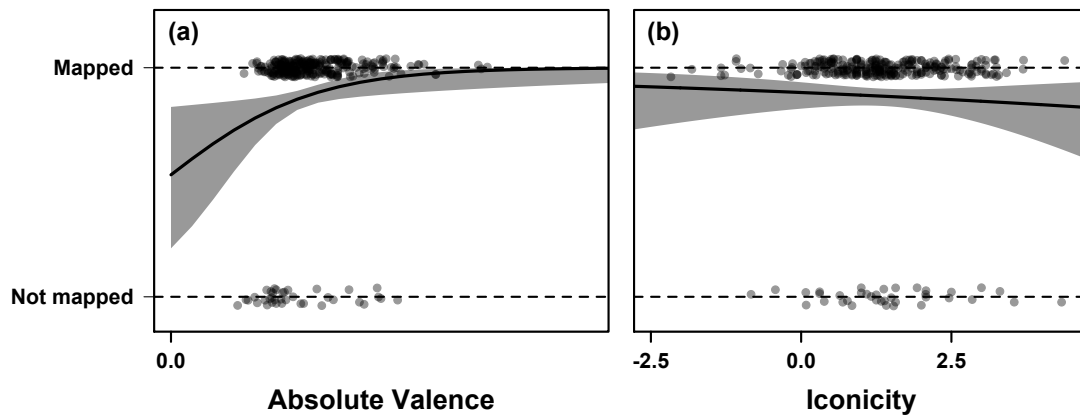 (a)
(b)
Mapped
Not mapped
0.0
-2.5
0.0
2.5
Absolute Valence
Iconicity